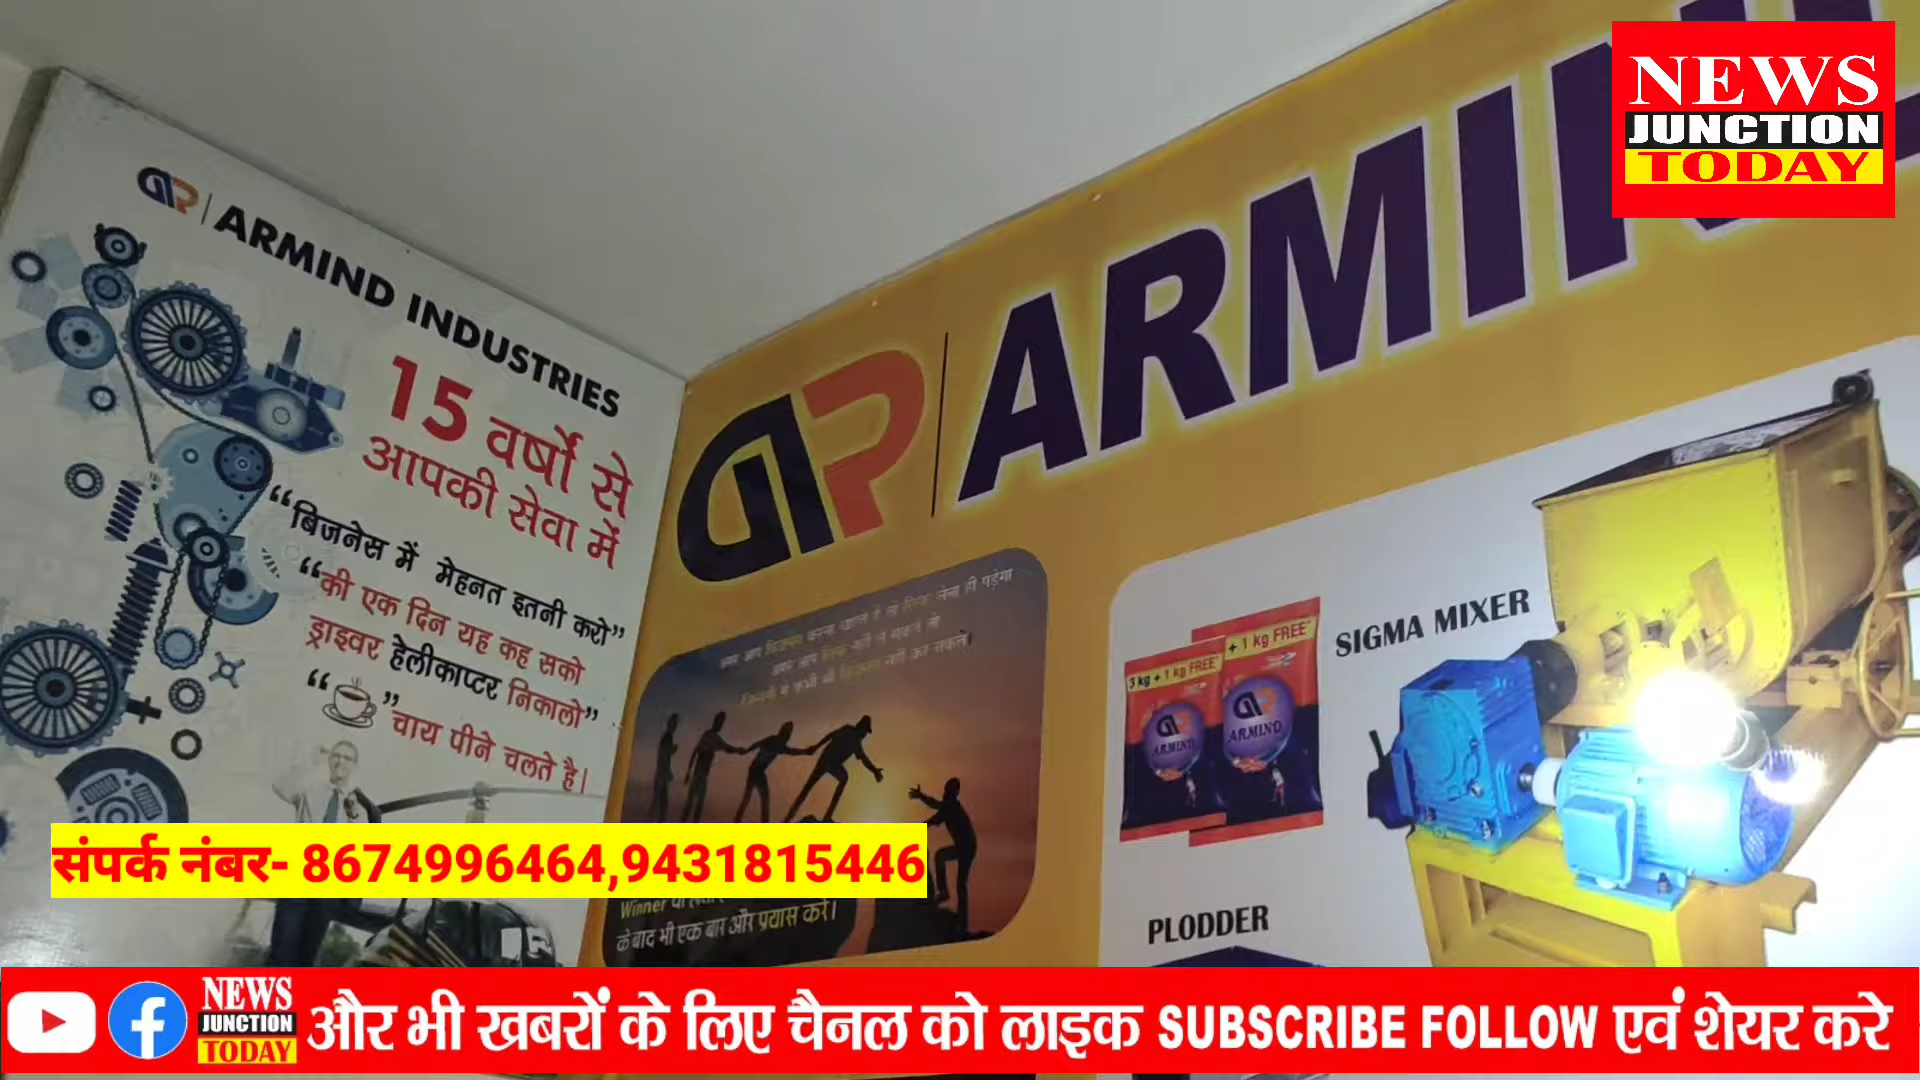 NEWS
JUNCTION
TODAY
ARMIND INDUSTRIES
15 वर्षों से
आपकी सेवा में
“बिजनेस में मेहनत इतनी करो”
“की एक दिन यह कह सको
ड्राइवर हेलीकाप्टर निकालो”
“ ” चाय पीने चलते है।
ARMIND
के बाद भी एक बार और प्रयास करें।
Winner
3 kg + 1 kg FREE*
+ 1 kg FREE*
ARMIND
ARMIND
SIGMA MIXER
PLODDER
संपर्क नंबर- 8674996464,9431815446
NEWS
JUNCTION
TODAY
और भी खबरों के लिए चैनल को लाइक SUBSCRIBE FOLLOW एवं शेयर करे